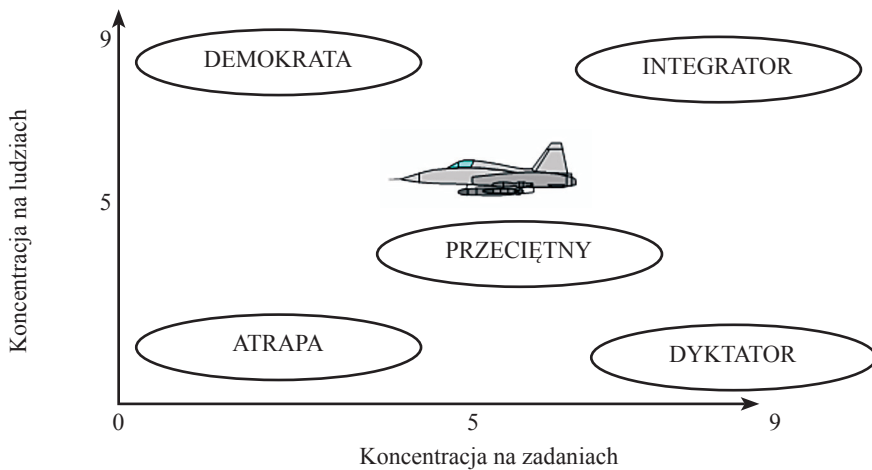 9
DEMOKRATA
INTEGRATOR
Koncentracja na ludziach
5
PRZECIĘTNY
ATRAPA
DYKTATOR
0
5
9
Koncentracja na zadaniach